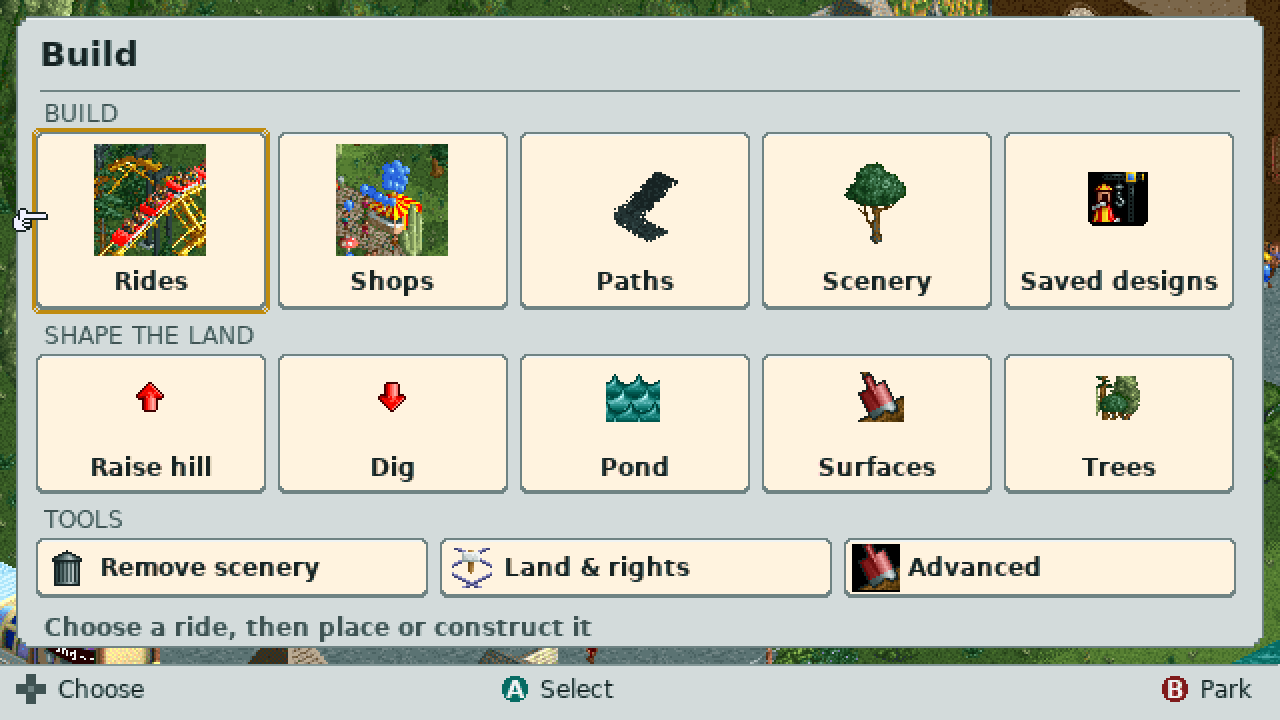 Build
BUILD
Rides
Shops
Paths
Scenery
Saved designs
SHAPE THE LAND
Raise hill
Dig
Pond
Surfaces
Trees
TOOLS
Remove scenery
Land & rights
Advanced
Choose a ride, then place or construct it
Choose
A Select
B Park